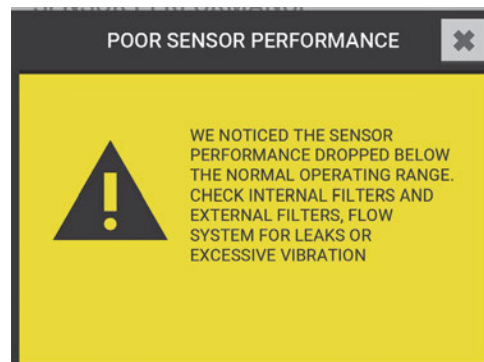 POOR SENSOR PERFORMANCE
WE NOTICED THE SENSOR
PERFORMANCE DROPPED BELOW
THE NORMAL OPERATING RANGE.
CHECK INTERNAL FILTERS AND
EXTERNAL FILTERS, FLOW
SYSTEM FOR LEAKS OR
EXCESSIVE VIBRATION